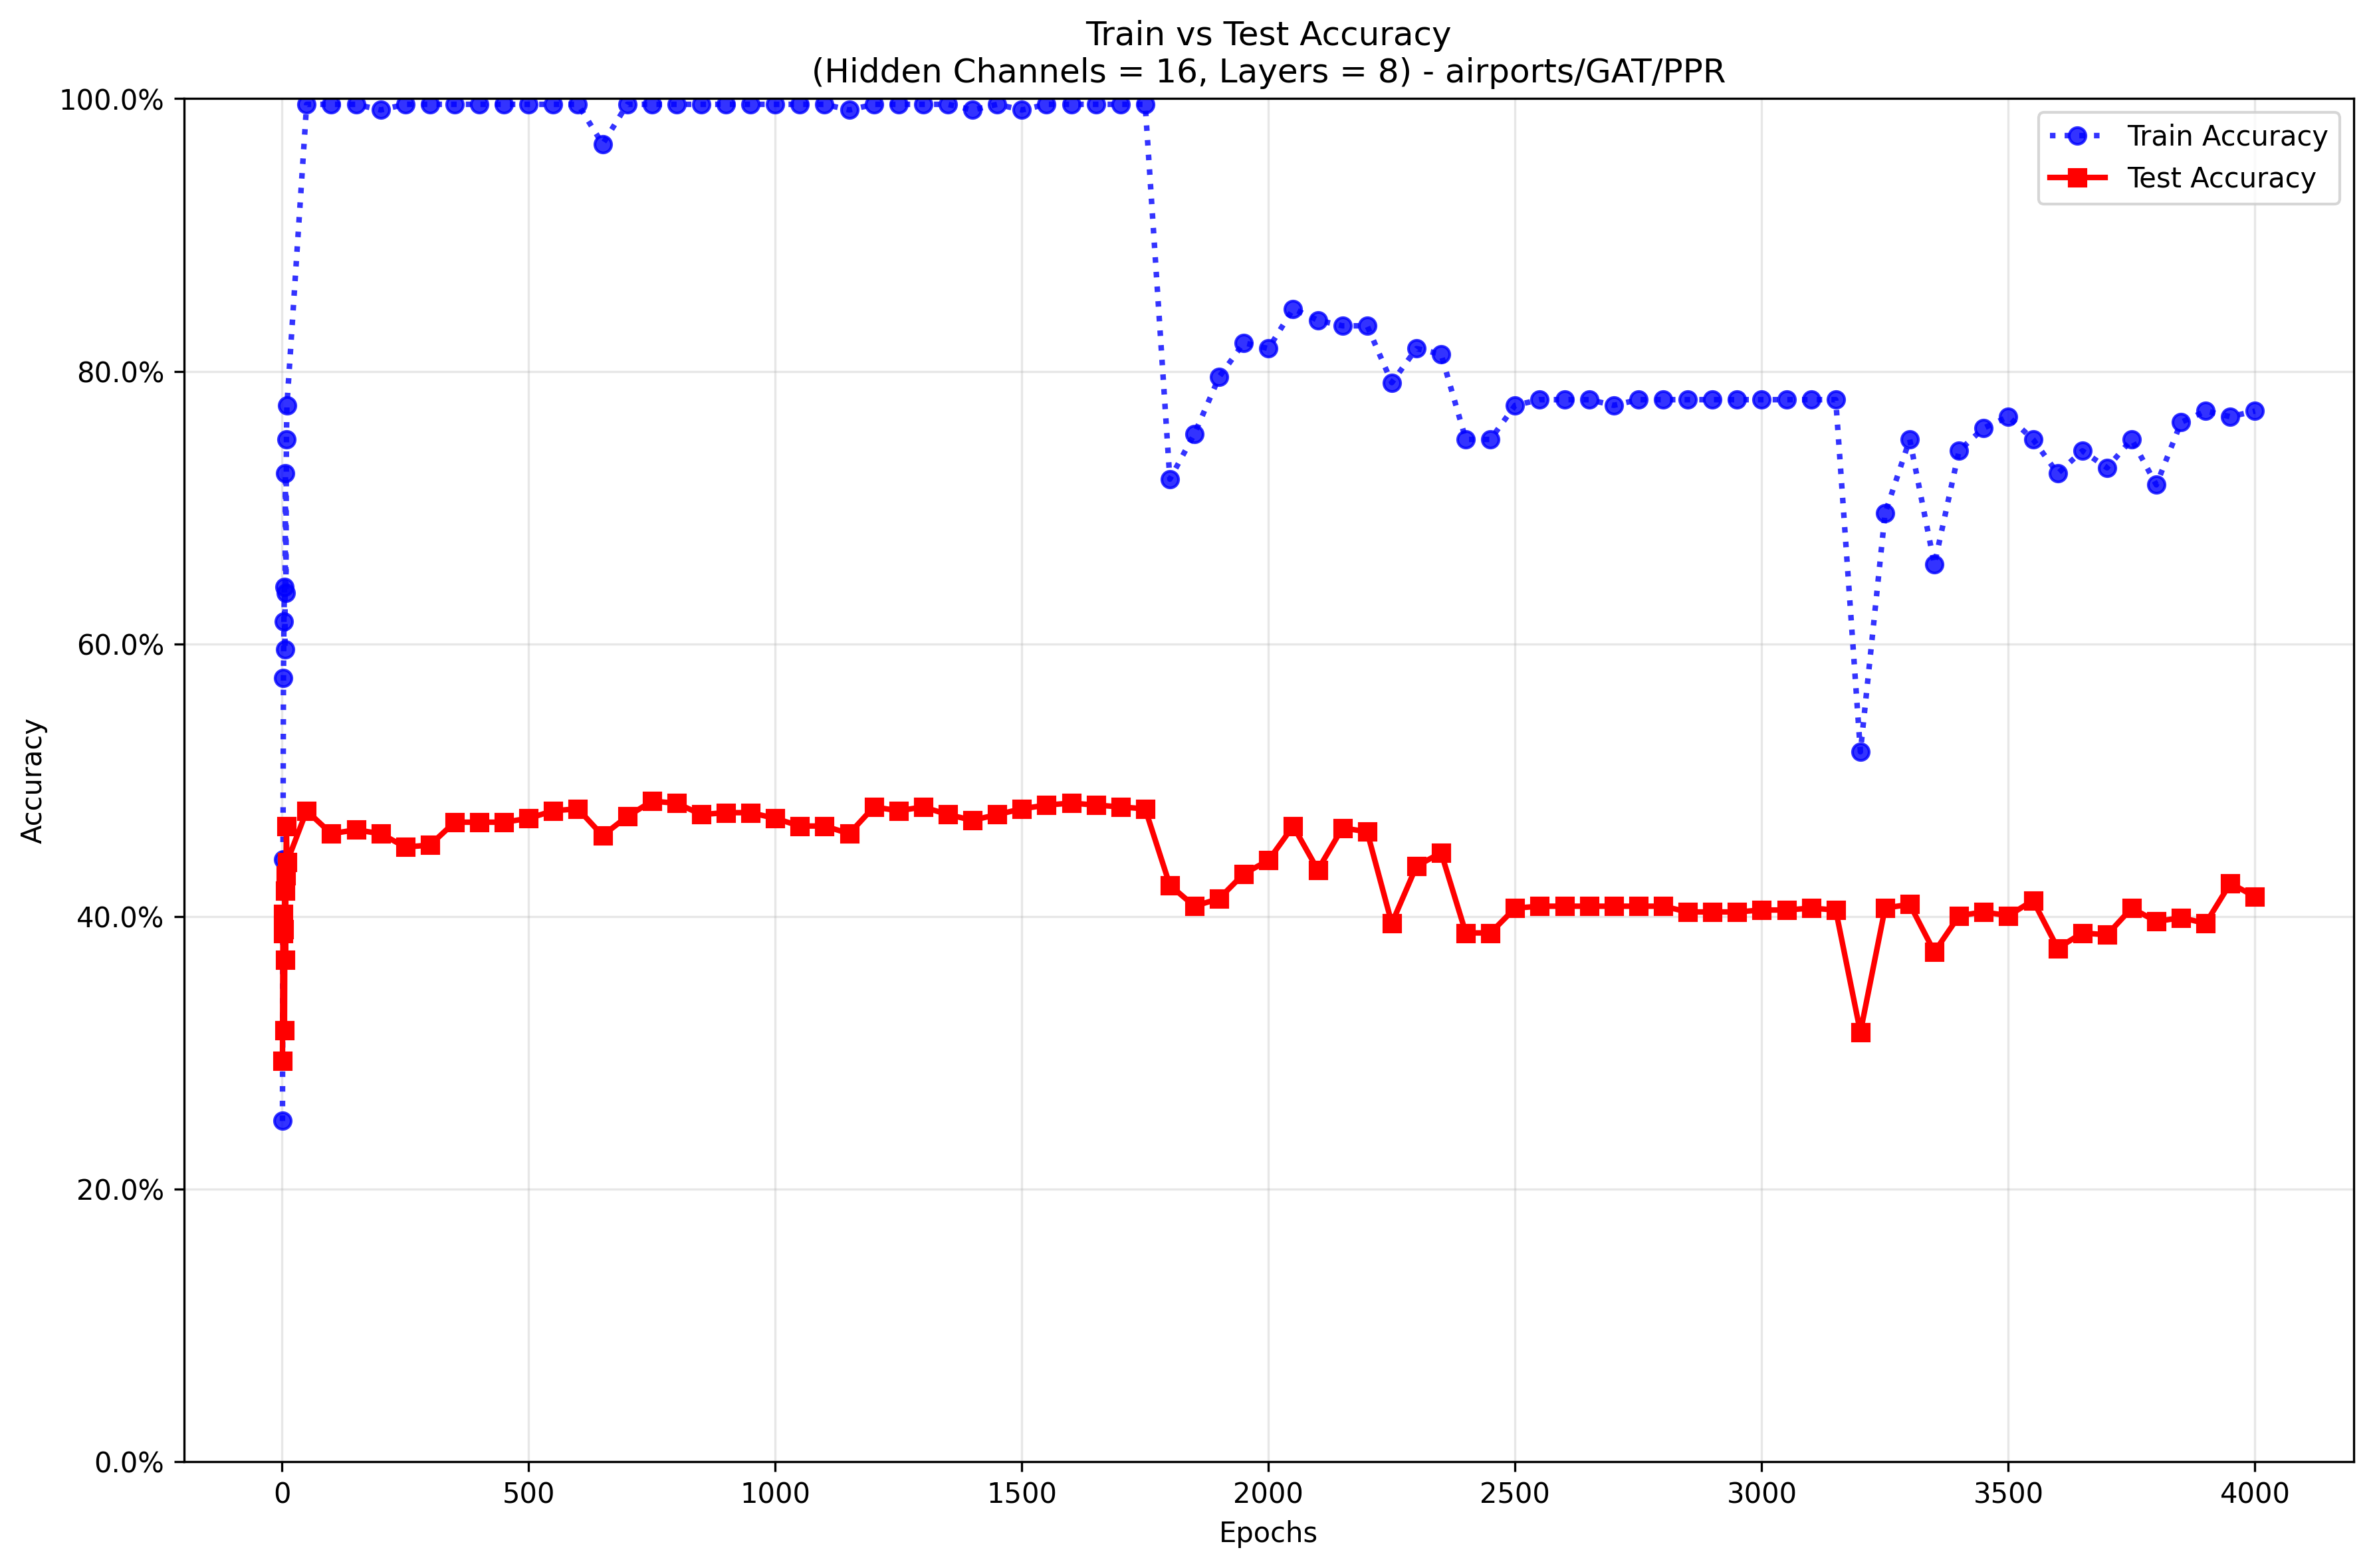 Train vs Test Accuracy
(Hidden Channels = 16, Layers = 8) - airports/GAT/PPR
Train Accuracy
Test Accuracy
100.0%
80.0%
60.0%
40.0%
20.0%
0.0%
Accuracy
0 500 1000 1500 2000 2500 3000 3500 4000
Epochs